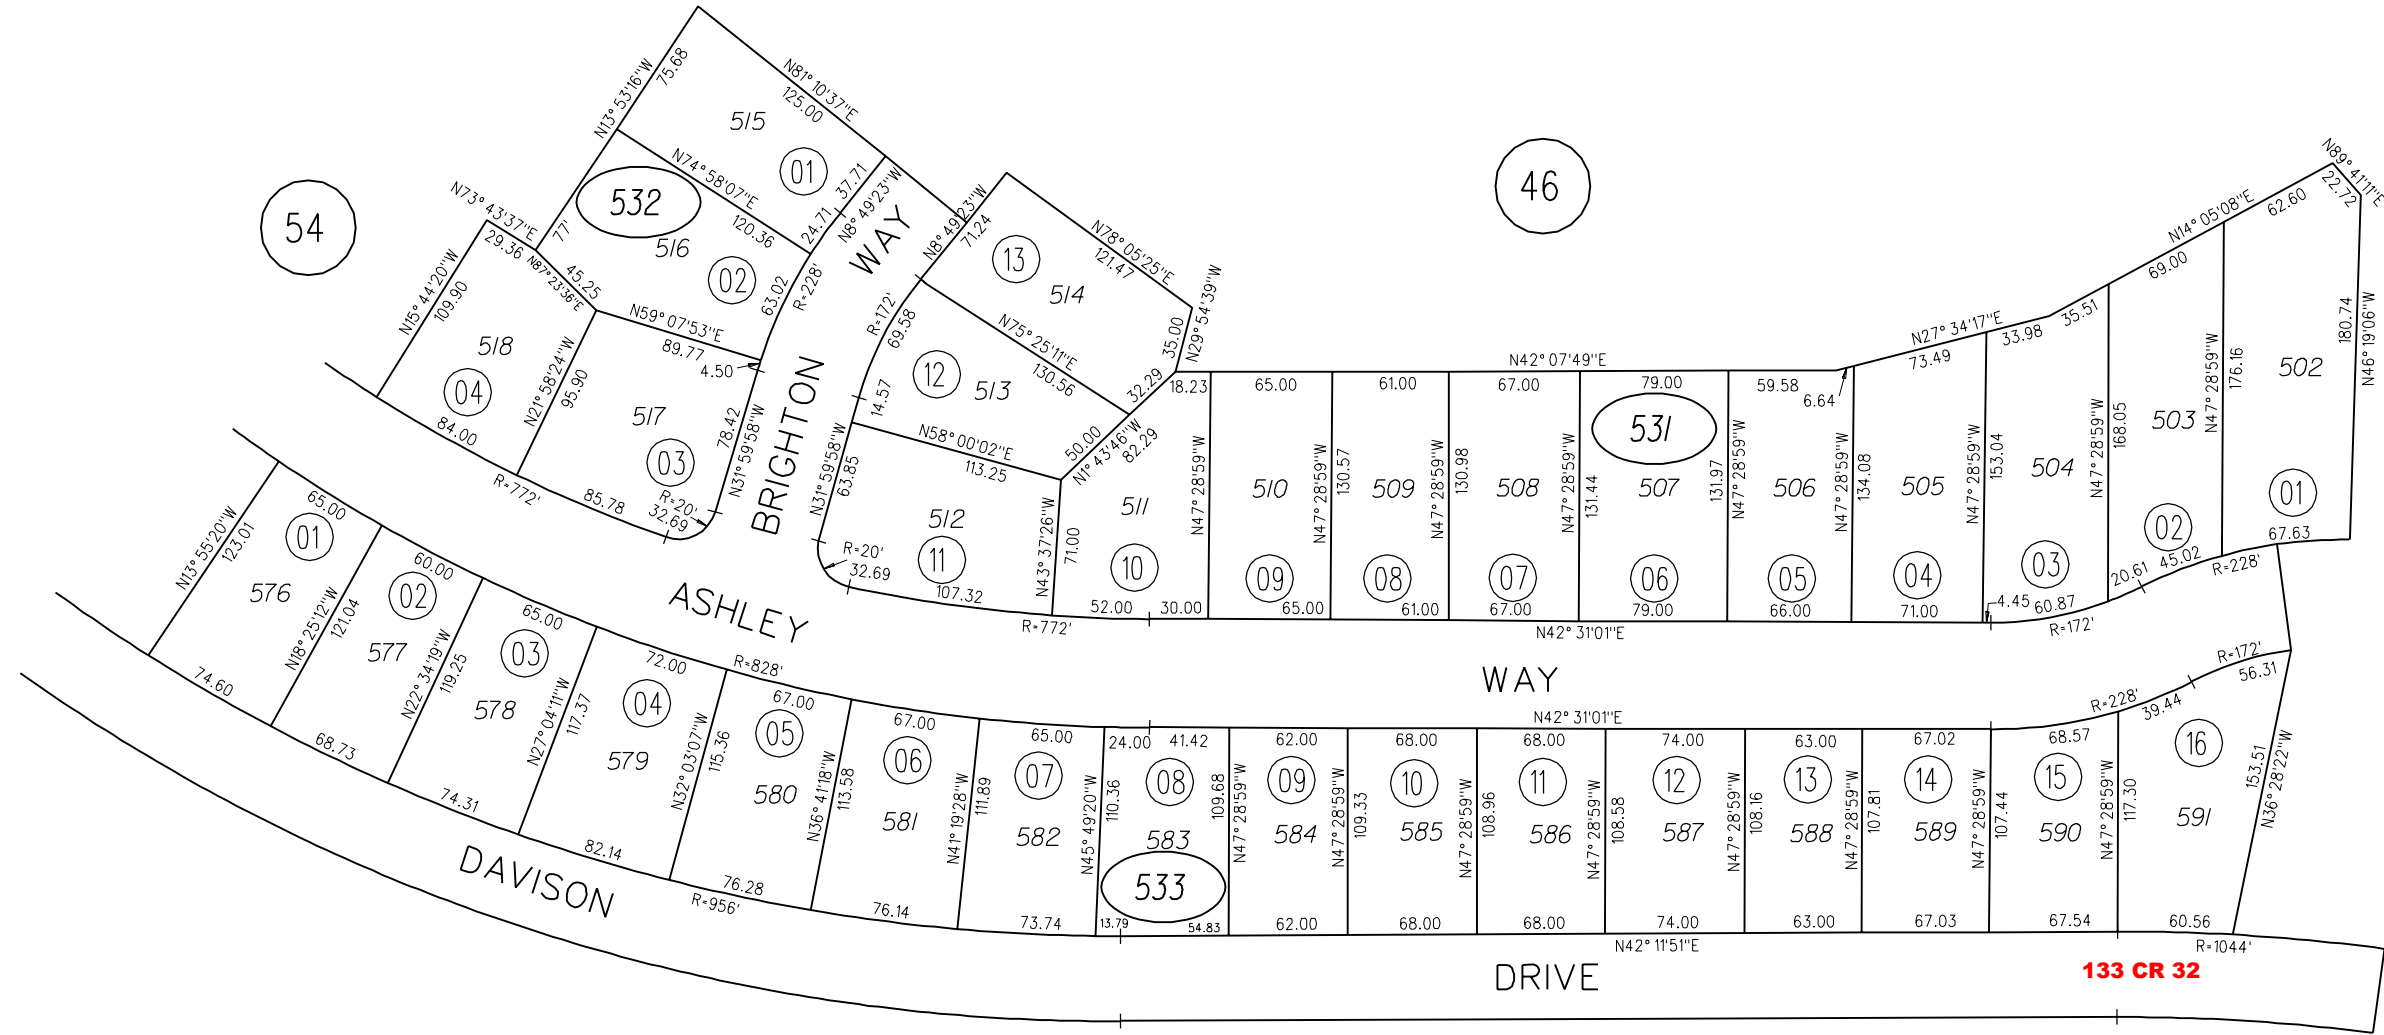 54
46
N13° 53'16"W
75.68
N81° 10'37"E
125.00
515
01
37.71
N8° 49'23"W
24.71
N74° 58'07"E
120.36
532
516
02
77'
45.25
N87° 23'36"E
63.02
R=228'
N73° 43'37"E
29.36
N15° 44'20"W
109.90
518
04
84.00
N21° 58'24"W
95.90
N59° 07'53"E
89.77
4.50
517
03
78.42
N31° 59'58"W
R=20'
32.69
85.78
R=772'
BRIGHTON
WAY
N8° 49'23"W
71.24
13
514
N78° 05'25"E
121.47
35.00
N29° 54'39"W
R=172'
69.58
N75° 25'11"E
130.56
12
513
14.57
32.29
50.00
N1° 43'46"W
82.29
N58° 00'02"E
113.25
N31° 59'58"W
63.85
512
11
R=20'
32.69
107.32
N43° 37'26"W
71.00
R=772'
18.23
511
10
52.00
30.00
N47° 28'59"W
65.00
510
09
65.00
N47° 28'59"W
130.57
61.00
509
08
61.00
N47° 28'59"W
130.98
N42° 07'49"E
67.00
508
07
67.00
N47° 28'59"W
131.44
79.00
531
507
06
79.00
131.97
N47° 28'59"W
N42° 31'01"E
59.58
6.64
506
05
66.00
N47° 28'59"W
134.08
N27° 34'17"E
73.49
505
04
71.00
N47° 28'59"W
153.04
33.98
35.51
504
03
4.45
60.87
R=172'
N47° 28'59"W
168.05
N14° 05'08"E
69.00
503
02
20.61
45.02
N47° 28'59"W
176.16
62.60
N89° 41'11"E
22.72
502
01
180.74
N46° 19'06"W
67.63
R=228'
ASHLEY
WAY
N13° 55'20"W
123.01
65.00
01
576
74.60
N18° 25'12"W
121.04
60.00
02
577
68.73
N22° 34'19"W
119.25
65.00
03
578
74.31
N27° 04'11"W
117.37
72.00
04
579
82.14
N32° 03'07"W
115.36
R=828'
67.00
05
580
76.28
R=956'
N36° 41'18"W
113.58
67.00
06
581
76.14
N41° 19'28"W
111.89
65.00
07
582
73.74
N45° 49'20"W
110.36
24.00
41.42
08
583
533
13.79
54.83
109.68
N47° 28'59"W
62.00
09
584
62.00
N47° 28'59"W
109.33
68.00
10
585
68.00
N47° 28'59"W
108.96
N42° 31'01"E
68.00
11
586
68.00
N47° 28'59"W
108.58
74.00
12
587
74.00
N42° 11'51"E
N47° 28'59"W
108.16
63.00
13
588
63.00
N47° 28'59"W
107.81
67.02
14
589
67.03
N47° 28'59"W
107.44
68.57
15
590
67.54
N47° 28'59"W
117.30
R=228'
39.44
R=172'
56.31
16
591
153.51
N36° 28'22"W
60.56
R=1044'
DAVISON
DRIVE
133 CR 32